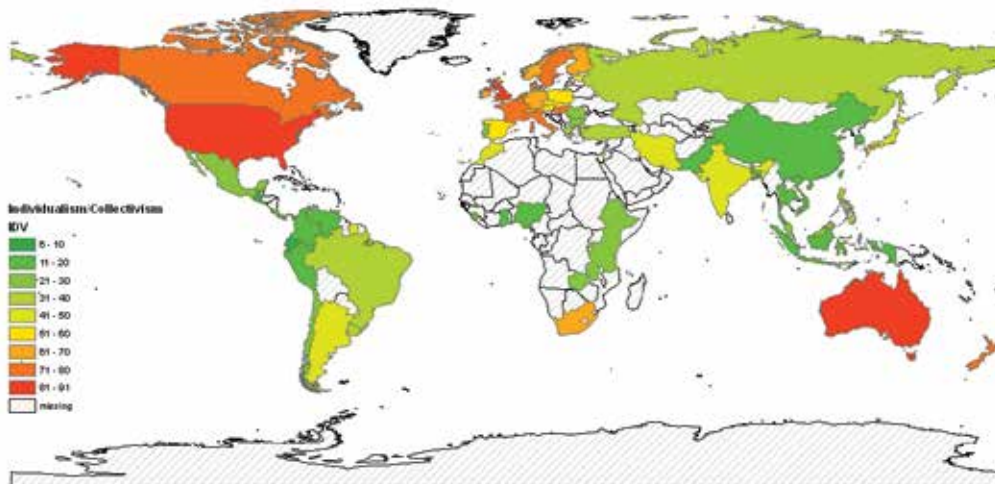 Individualism/Collectivism
IDV
6 - 10
11 - 20
21 - 30
31 - 40
41 - 50
51 - 60
61 - 70
71 - 80
81 - 91
missing